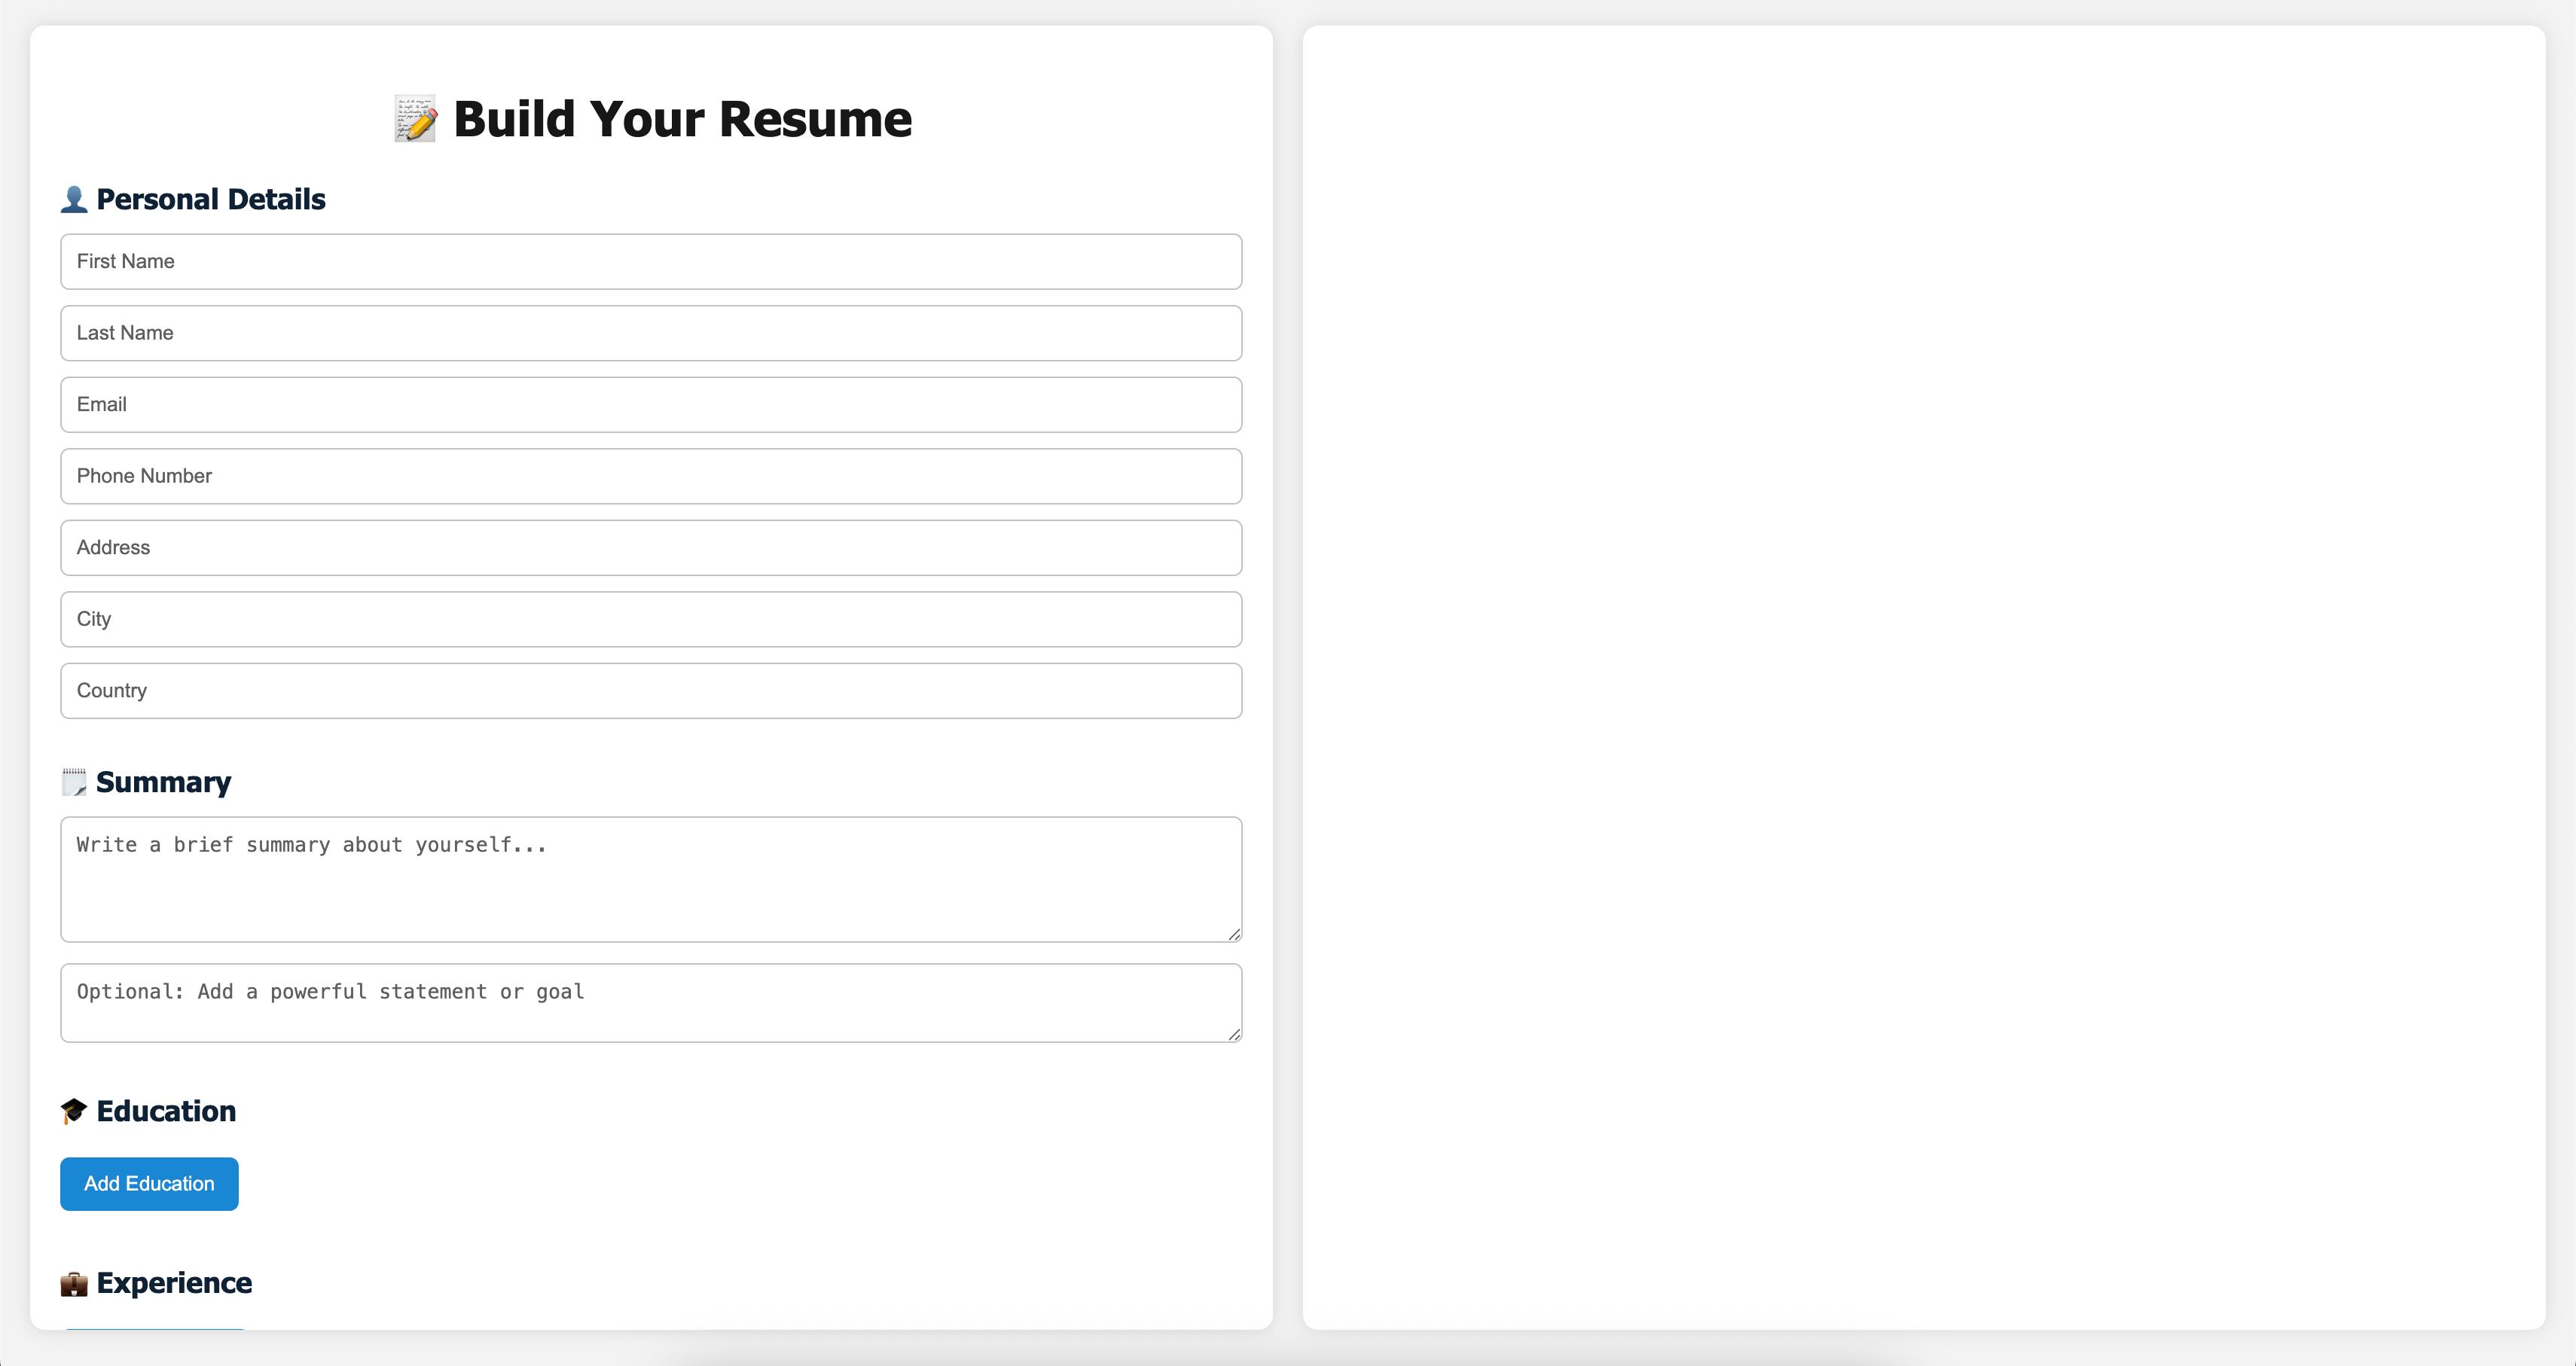 Build Your Resume
Personal Details
First Name
Last Name
Email
Phone Number
Address
City
Country
Summary
Write a brief summary about yourself...
Optional: Add a powerful statement or goal
Education
Add Education
Experience